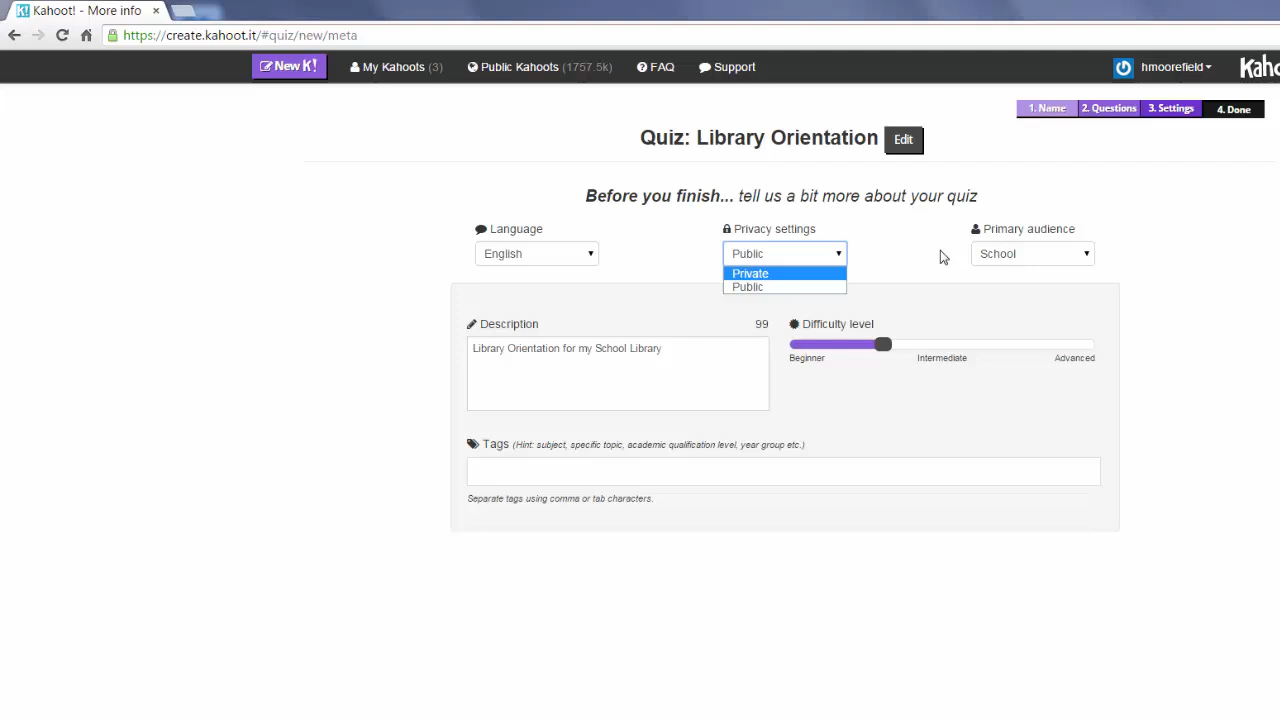 Kahoot! - More info
https://create.kahoot.it/#quiz/new/meta
New K! My Kahoots (3) Public Kahoots (1757.5k) FAQ Support hmoorefield Kahoo
1. Name 2. Questions 3. Settings 4. Done
Quiz: Library Orientation Edit
Before you finish... tell us a bit more about your quiz
Language Privacy settings Primary audience
English Public School
Private
Public
Description 99 Difficulty level
Library Orientation for my School Library
Beginner Intermediate Advanced
Tags (Hint: subject, specific topic, academic qualification level, year group etc.)
Separate tags using comma or tab characters.